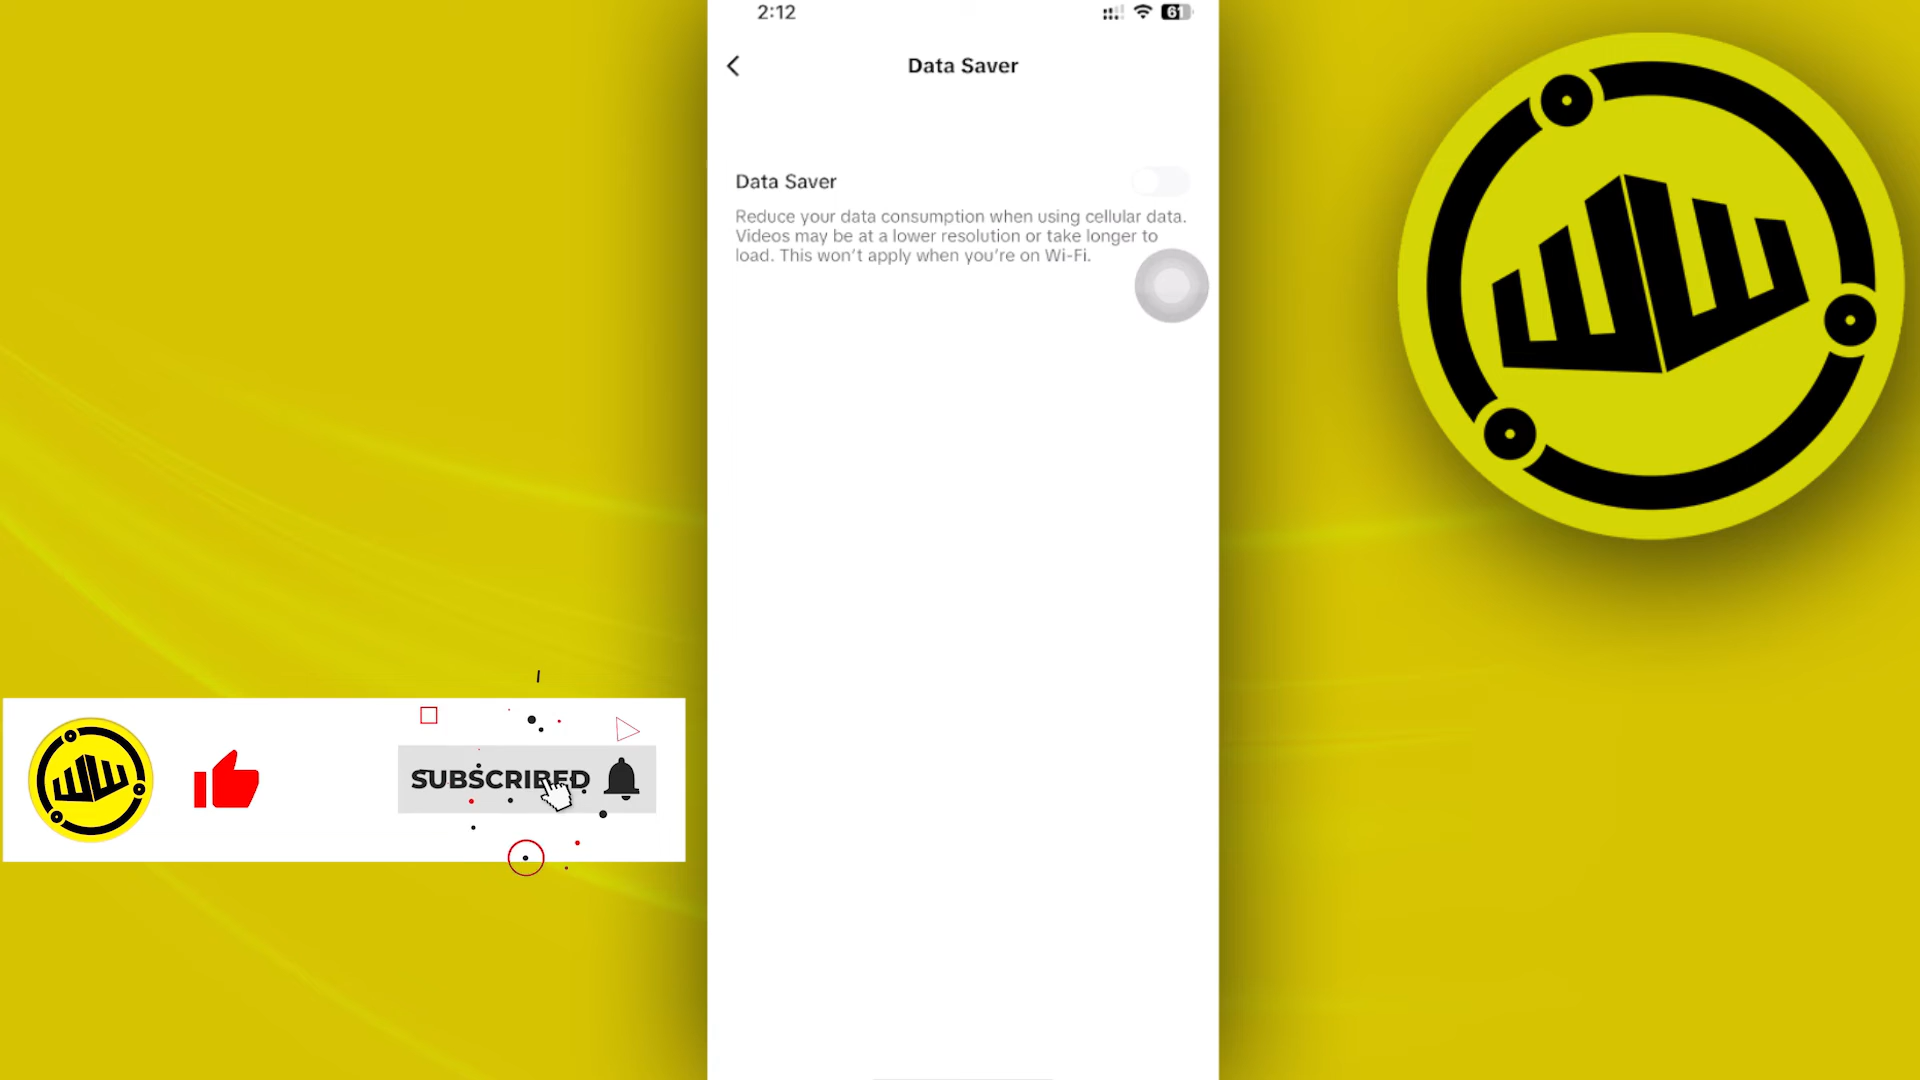 2:12
61
Data Saver
Data Saver
Reduce your data consumption when using cellular data.
Videos may be at a lower resolution or take longer to
load. This won't apply when you're on Wi-Fi.
SUBSCRIBED